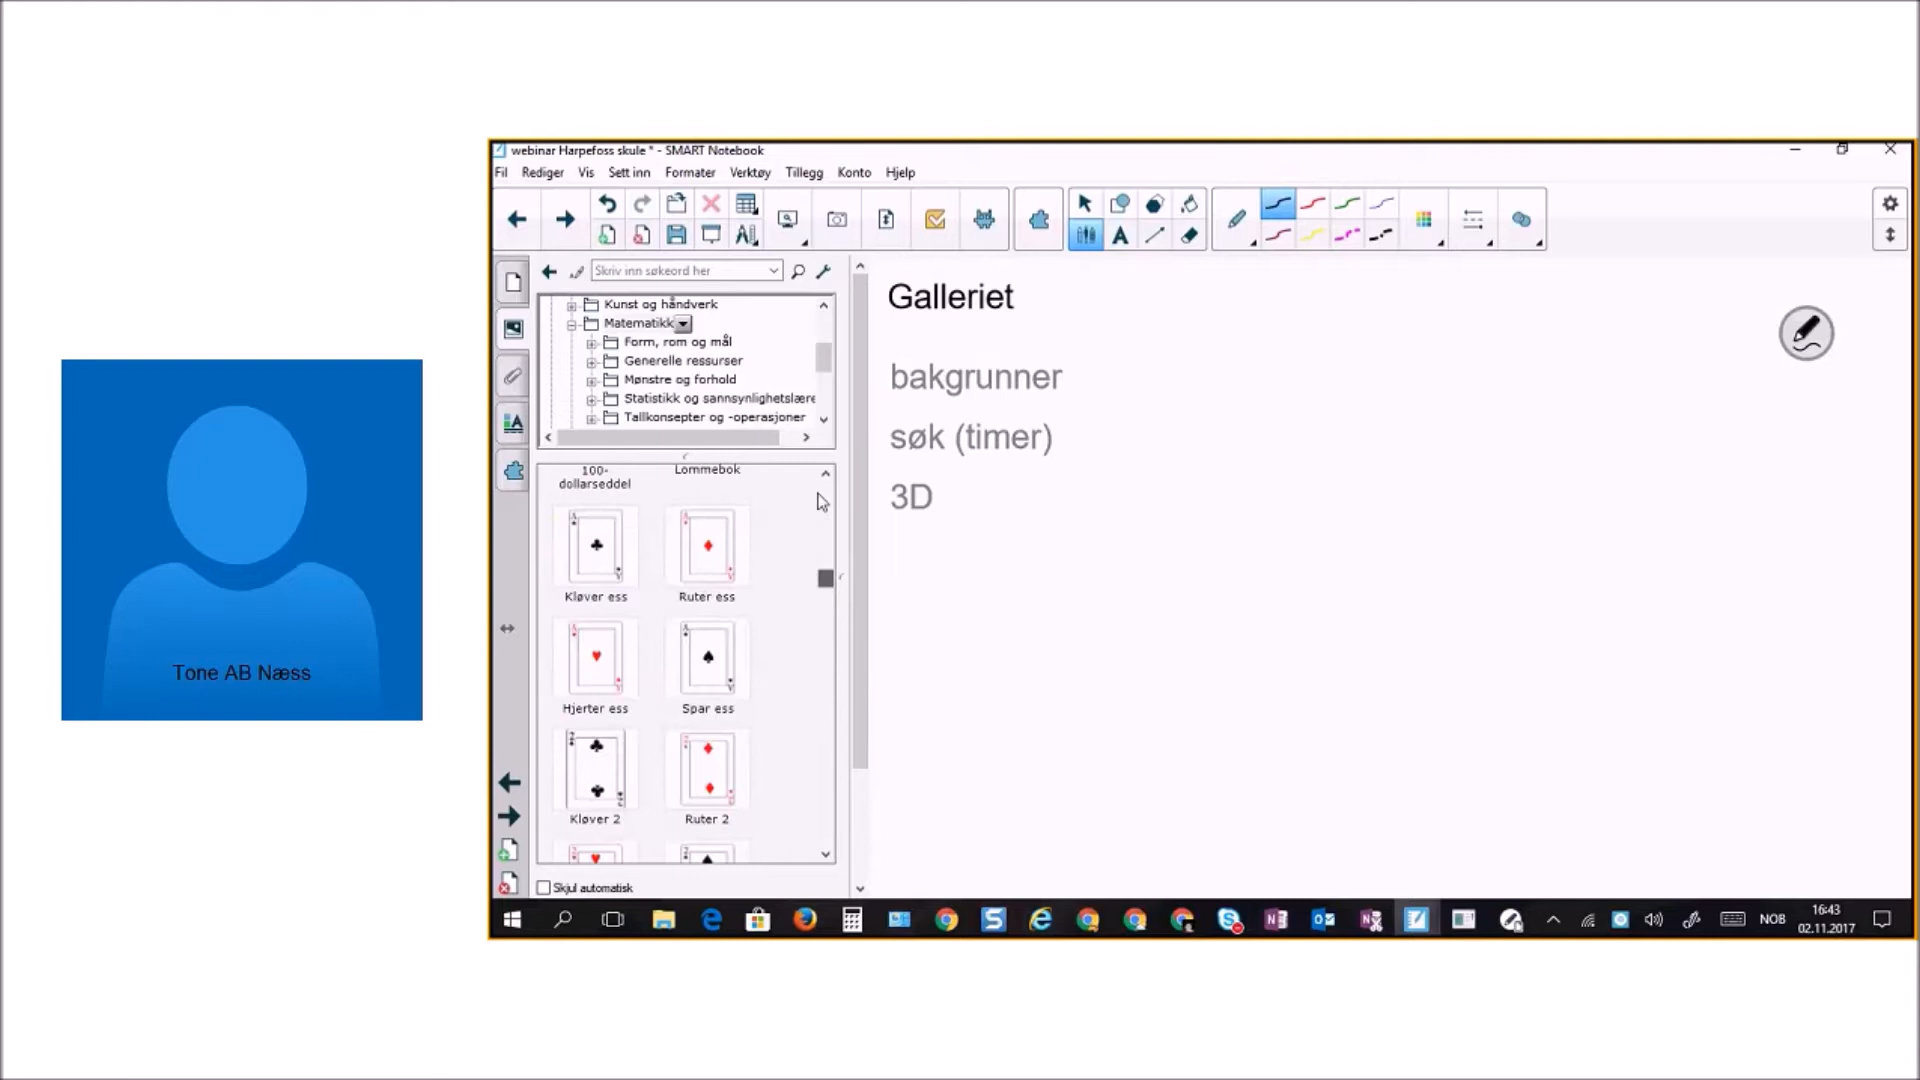 webinar Harpefoss skule * - SMART Notebook
Fil Rediger Vis Sett inn Formater Verktøy Tillegg Konto Hjelp
Skriv inn søkeord her
Kunst og håndverk
Matematikk
Form, rom og mål
Generelle ressurser
Mønstre og forhold
Statistikk og sannsynlighetslære
Tallkonsepter og -operasjoner
100-
dollarseddel
Lommebok
Kløver ess
Ruter ess
Hjerter ess
Spar ess
Kløver 2
Ruter 2
Skjul automatisk
Galleriet
bakgrunner
søk (timer)
3D
Tone AB Næss
NOB
16:43
02.11.2017